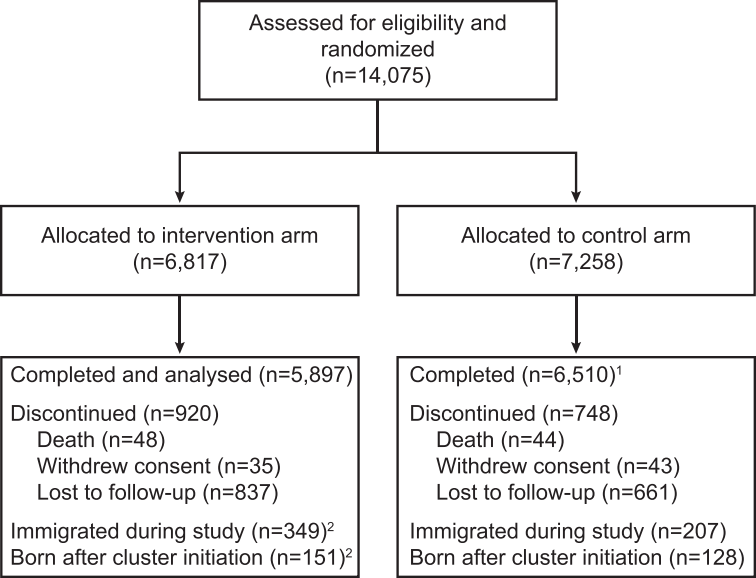 Assessed for eligibility and
randomized
(n=14,075)
Allocated to intervention arm
(n=6,817)
Allocated to control arm
(n=7,258)
Completed and analysed (n=5,897)
Discontinued (n=920)
Death (n=48)
Withdrew consent (n=35)
Lost to follow-up (n=837)
Immigrated during study (n=349)²
Born after cluster initiation (n=151)²
Completed (n=6,510)¹
Discontinued (n=748)
Death (n=44)
Withdrew consent (n=43)
Lost to follow-up (n=661)
Immigrated during study (n=207)
Born after cluster initiation (n=128)